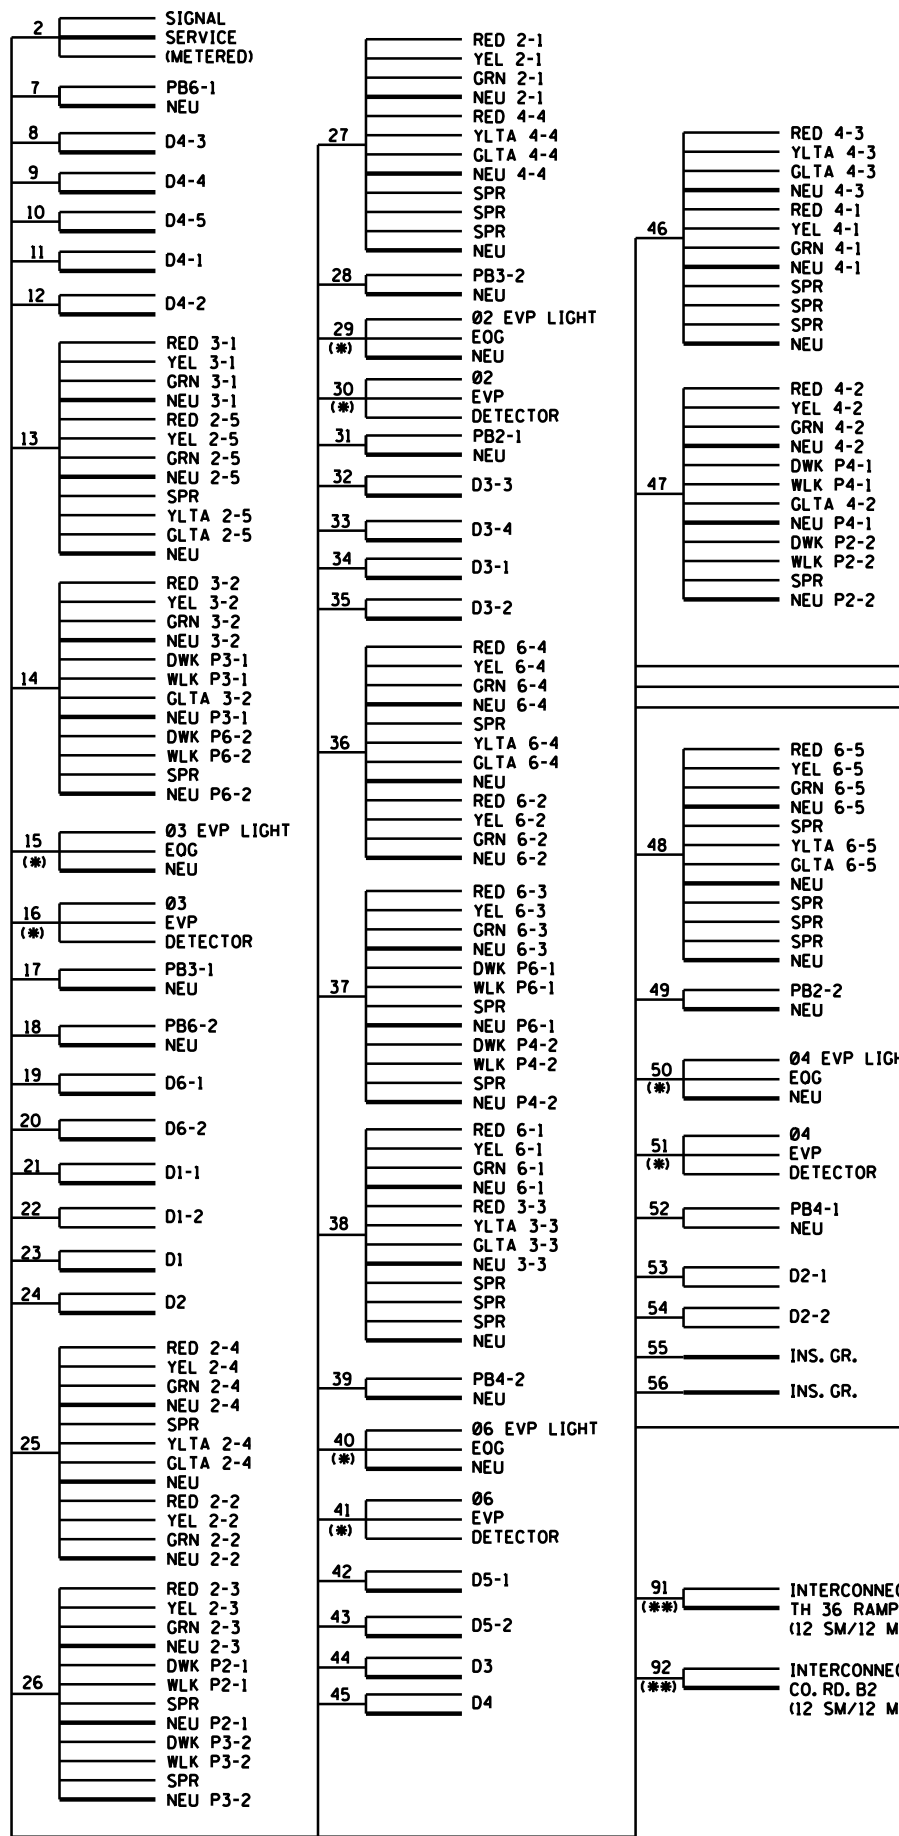 2
SIGNAL
SERVICE
(METERED)
7
PB6-1
NEU
8
D4-3
9
D4-4
10
D4-5
11
D4-1
12
D4-2
13
RED 3-1
YEL 3-1
GRN 3-1
NEU 3-1
RED 2-5
YEL 2-5
GRN 2-5
NEU 2-5
SPR
YLTA 2-5
GLTA 2-5
NEU
14
RED 3-2
YEL 3-2
GRN 3-2
NEU 3-2
DWK P3-1
WLK P3-1
GLTA 3-2
NEU P3-1
DWK P6-2
WLK P6-2
SPR
NEU P6-2
15
(*)
Ø3 EVP LIGHT
EOG
NEU
16
(*)
Ø3
EVP
DETECTOR
17
PB3-1
NEU
18
PB6-2
NEU
19
D6-1
20
D6-2
21
D1-1
22
D1-2
23
D1
24
D2
25
RED 2-4
YEL 2-4
GRN 2-4
NEU 2-4
SPR
YLTA 2-4
GLTA 2-4
NEU
RED 2-2
YEL 2-2
GRN 2-2
NEU 2-2
26
RED 2-3
YEL 2-3
GRN 2-3
NEU 2-3
DWK P2-1
WLK P2-1
SPR
NEU P2-1
DWK P3-2
WLK P3-2
SPR
NEU P3-2
27
RED 2-1
YEL 2-1
GRN 2-1
NEU 2-1
RED 4-4
YLTA 4-4
GLTA 4-4
NEU 4-4
SPR
SPR
SPR
NEU
28
PB3-2
NEU
29
(*)
Ø2 EVP LIGHT
EOG
NEU
30
(*)
Ø2
EVP
DETECTOR
31
PB2-1
NEU
32
D3-3
33
D3-4
34
D3-1
35
D3-2
36
RED 6-4
YEL 6-4
GRN 6-4
NEU 6-4
SPR
YLTA 6-4
GLTA 6-4
NEU
RED 6-2
YEL 6-2
GRN 6-2
NEU 6-2
37
RED 6-3
YEL 6-3
GRN 6-3
NEU 6-3
DWK P6-1
WLK P6-1
SPR
NEU P6-1
DWK P4-2
WLK P4-2
SPR
NEU P4-2
38
RED 6-1
YEL 6-1
GRN 6-1
NEU 6-1
RED 3-3
YLTA 3-3
GLTA 3-3
NEU 3-3
SPR
SPR
SPR
NEU
39
PB4-2
NEU
40
(*)
Ø6 EVP LIGHT
EOG
NEU
41
(*)
Ø6
EVP
DETECTOR
42
D5-1
43
D5-2
44
D3
45
D4
46
RED 4-3
YLTA 4-3
GLTA 4-3
NEU 4-3
RED 4-1
YEL 4-1
GRN 4-1
NEU 4-1
SPR
SPR
SPR
NEU
47
RED 4-2
YEL 4-2
GRN 4-2
NEU 4-2
DWK P4-1
WLK P4-1
GLTA 4-2
NEU P4-1
DWK P2-2
WLK P2-2
SPR
NEU P2-2
48
RED 6-5
YEL 6-5
GRN 6-5
NEU 6-5
SPR
YLTA 6-5
GLTA 6-5
NEU
SPR
SPR
SPR
NEU
49
PB2-2
NEU
50
(*)
Ø4 EVP LIGH
EOG
NEU
51
(*)
Ø4
EVP
DETECTOR
52
PB4-1
NEU
53
D2-1
54
D2-2
55
INS. GR.
56
INS. GR.
91
(**)
INTERCONNEC
TH 36 RAMP
(12 SM/12 M
92
(**)
INTERCONNEC
CO. RD. B2
(12 SM/12 M